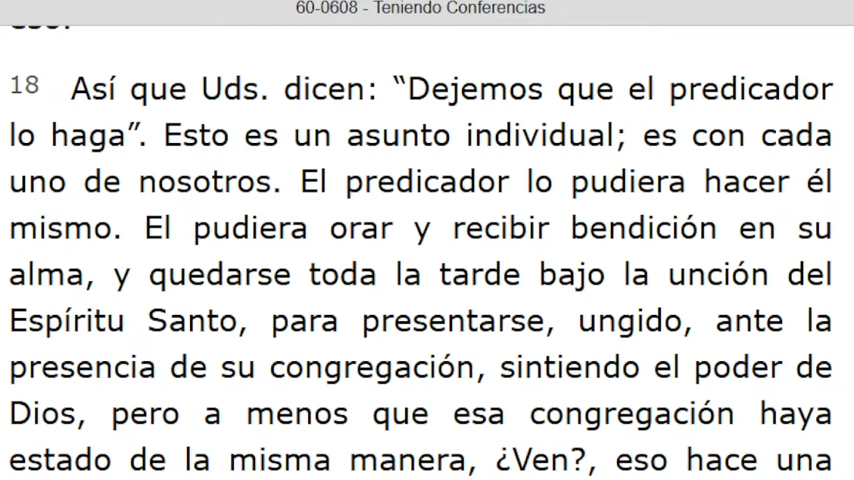 60-0608 - Teniendo Conferencias
eso.
18 Así que Uds. dicen: “Dejemos que el predicador
lo haga”. Esto es un asunto individual; es con cada
uno de nosotros. El predicador lo pudiera hacer él
mismo. El pudiera orar y recibir bendición en su
alma, y quedarse toda la tarde bajo la unción del
Espíritu Santo, para presentarse, ungido, ante la
presencia de su congregación, sintiendo el poder de
Dios, pero a menos que esa congregación haya
estado de la misma manera, ¿Ven?, eso hace una